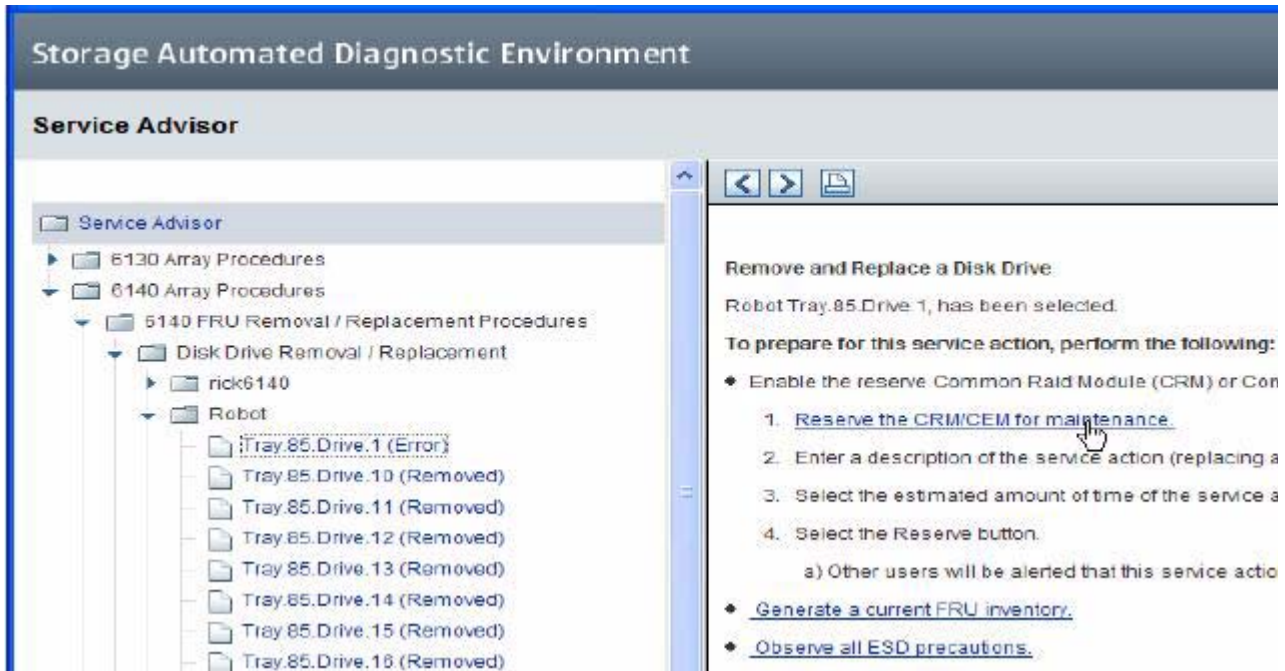 Storage Automated Diagnostic Environment
Service Advisor
Service Advisor
6130 Array Procedures
6140 Array Procedures
6140 FRU Removal / Replacement Procedures
Disk Drive Removal / Replacement
rick6140
Robot
Tray.85.Drive.1 (Error)
Tray.85.Drive.10 (Removed)
Tray.85.Drive.11 (Removed)
Tray.85.Drive.12 (Removed)
Tray.85.Drive.13 (Removed)
Tray.85.Drive.14 (Removed)
Tray.85.Drive.15 (Removed)
Tray.85.Drive.16 (Removed)
Remove and Replace a Disk Drive
Robot Tray.85.Drive.1, has been selected.
To prepare for this service action, perform the following:
Enable the reserve Common Raid Module (CRM) or Com
1. Reserve the CRM/CEM for maintenance.
2. Enter a description of the service action (replacing a
3. Select the estimated amount of time of the service a
4. Select the Reserve button.
a) Other users will be alerted that this service actio
Generate a current FRU inventory.
Observe all ESD precautions.